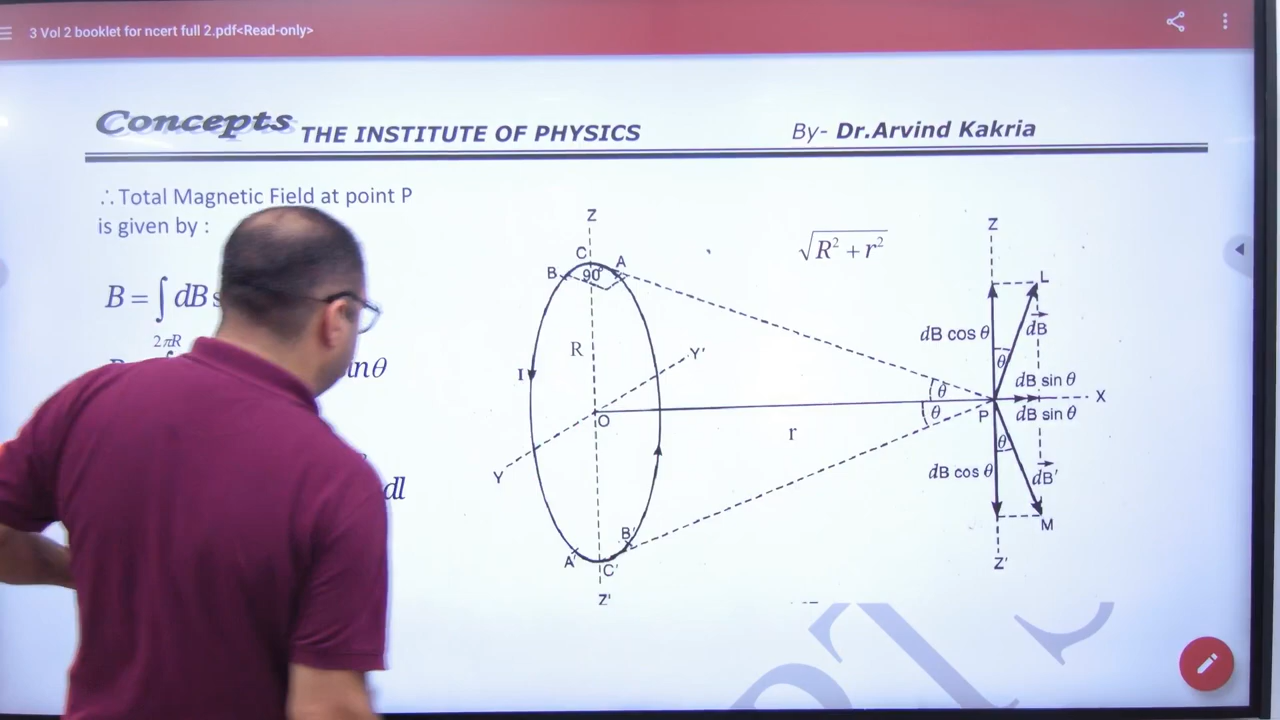 3 Vol 2 booklet for ncert full 2.pdf<Read-only>
Concepts THE INSTITUTE OF PHYSICS
By- Dr.Arvind Kakria
∴ Total Magnetic Field at point P
is given by :
B = ∫ dB
2πR
θ
dl
√R² + r²
Z
C
A
B
90°
R
I
Y'
O
Y
r
B'
A'
C'
Z'
Z
L
dB cos θ
dB
θ
θ
dB sin θ
X
θ
P
dB sin θ
θ
dB cos θ
dB'
M
Z'